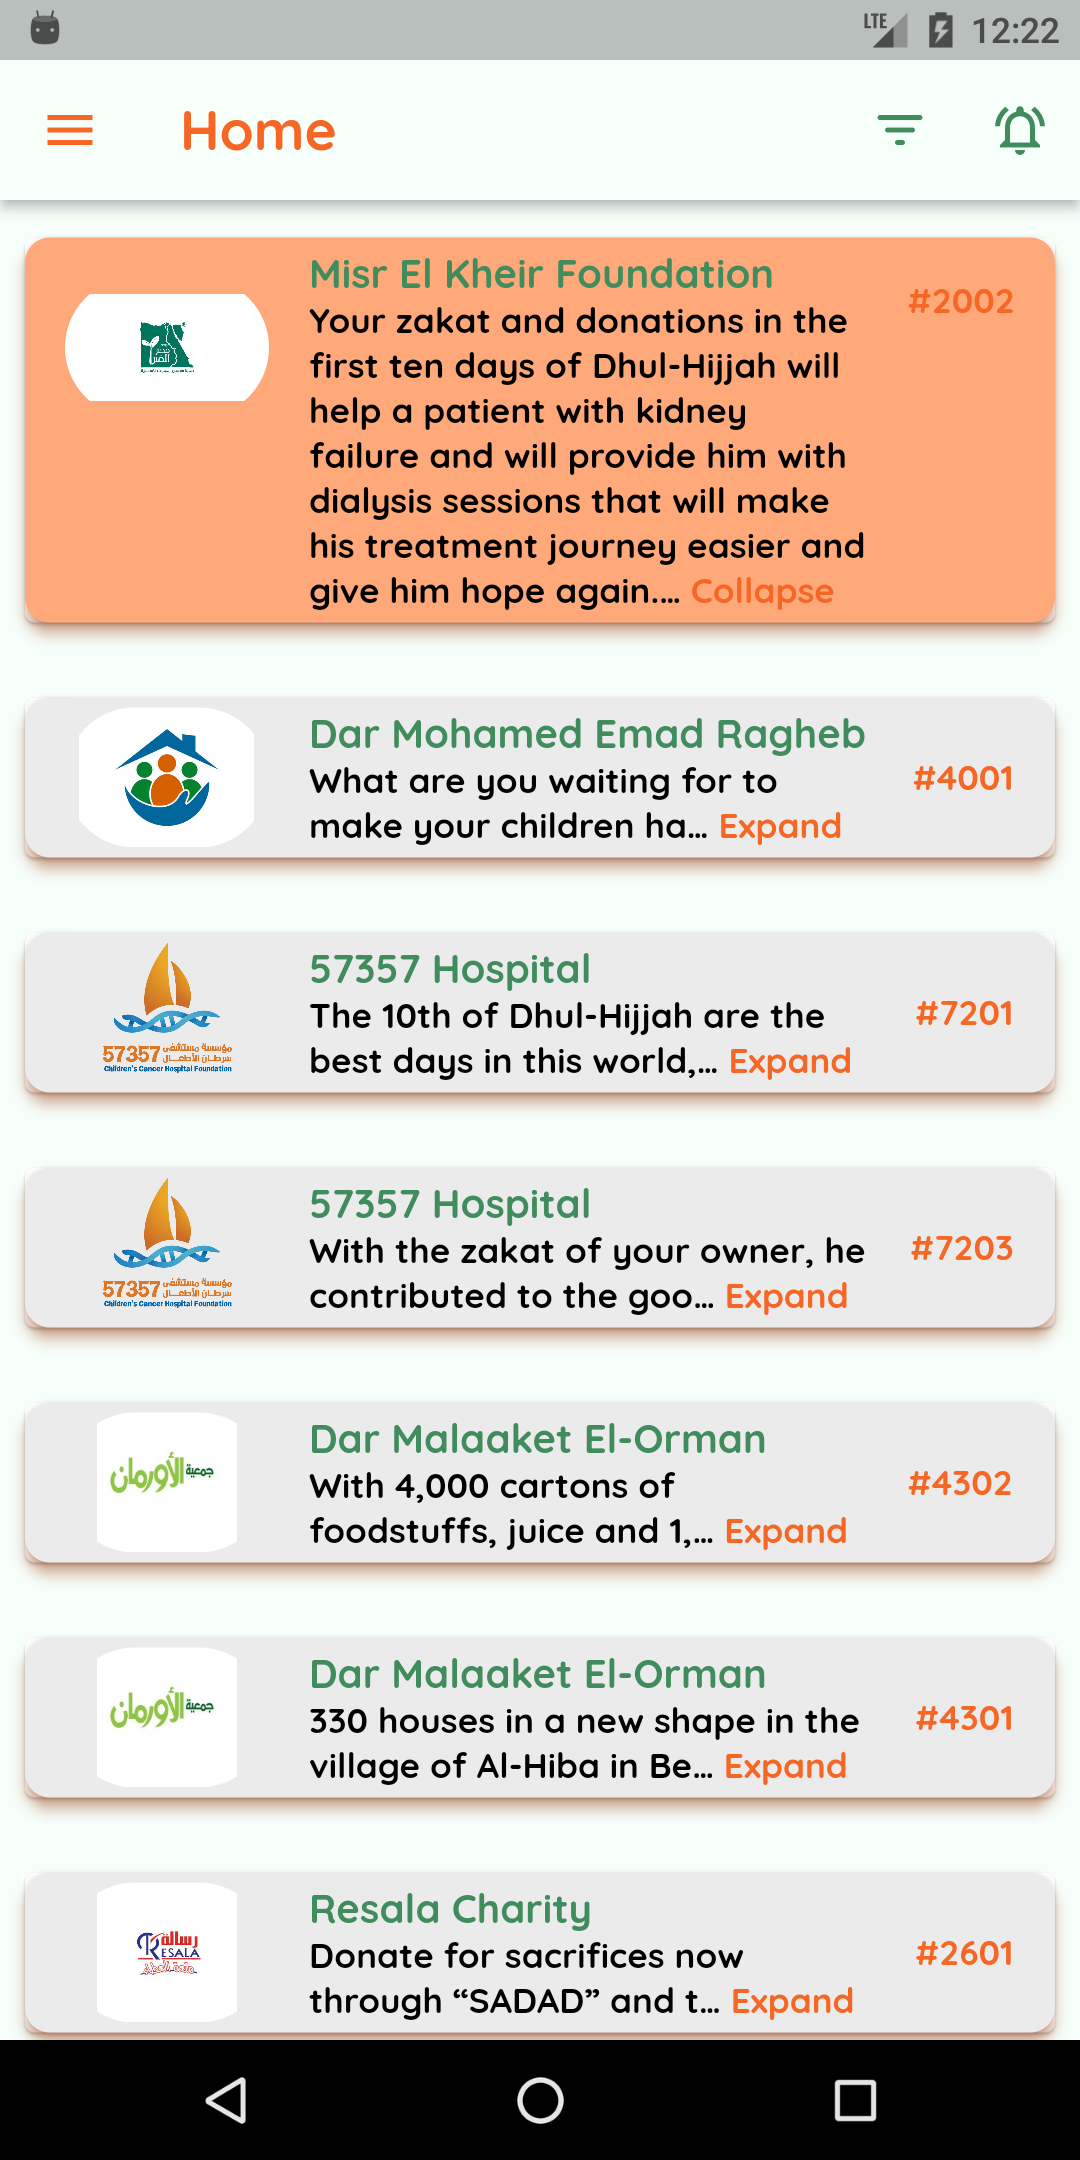 LTE 12:22
Home
Misr El Kheir Foundation
#2002
Your zakat and donations in the
first ten days of Dhul-Hijjah will
help a patient with kidney
failure and will provide him with
dialysis sessions that will make
his treatment journey easier and
give him hope again.... Collapse
Dar Mohamed Emad Ragheb
What are you waiting for to
#4001
make your children ha... Expand
57357 Hospital
The 10th of Dhul-Hijjah are the
#7201
best days in this world,... Expand
57357 مؤسسة مستشفى
سرطان الأطفال
Children's Cancer Hospital Foundation
57357 Hospital
With the zakat of your owner, he
#7203
contributed to the goo... Expand
57357 مؤسسة مستشفى
سرطان الأطفال
Children's Cancer Hospital Foundation
Dar Malaaket El-Orman
جمعية الأورمان
With 4,000 cartons of
#4302
foodstuffs, juice and 1,... Expand
Dar Malaaket El-Orman
جمعية الأورمان
330 houses in a new shape in the
#4301
village of Al-Hiba in Be... Expand
Resala Charity
رسالة
RESALA
Donate for sacrifices now
#2601
through “SADAD” and t... Expand